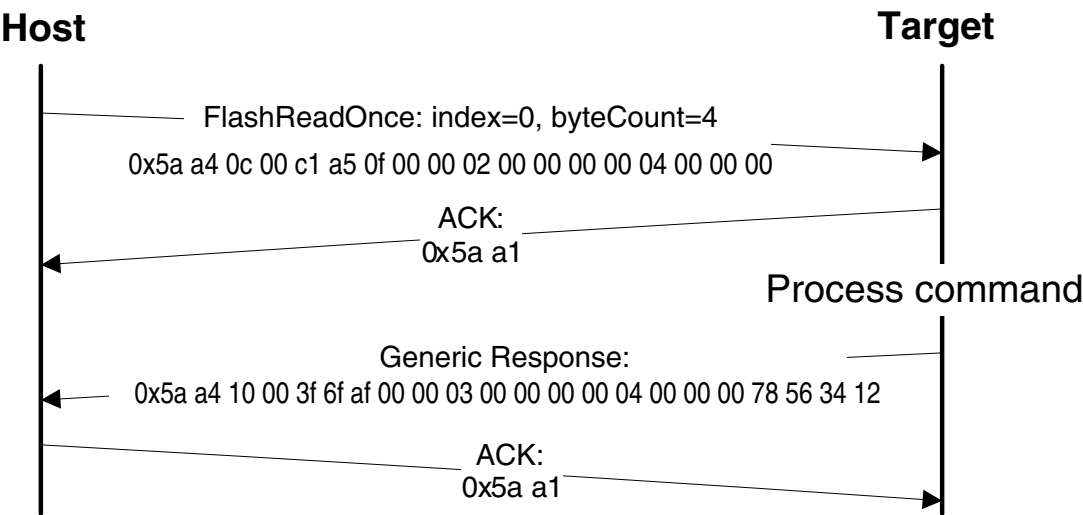 Host
Target
FlashReadOnce: index=0, byteCount=4
0x5a a4 0c 00 c1 a5 0f 00 00 02 00 00 00 00 04 00 00 00
ACK:
0x5a a1
Process command
Generic Response:
0x5a a4 10 00 3f 6f af 00 00 03 00 00 00 00 04 00 00 00 78 56 34 12
ACK:
0x5a a1